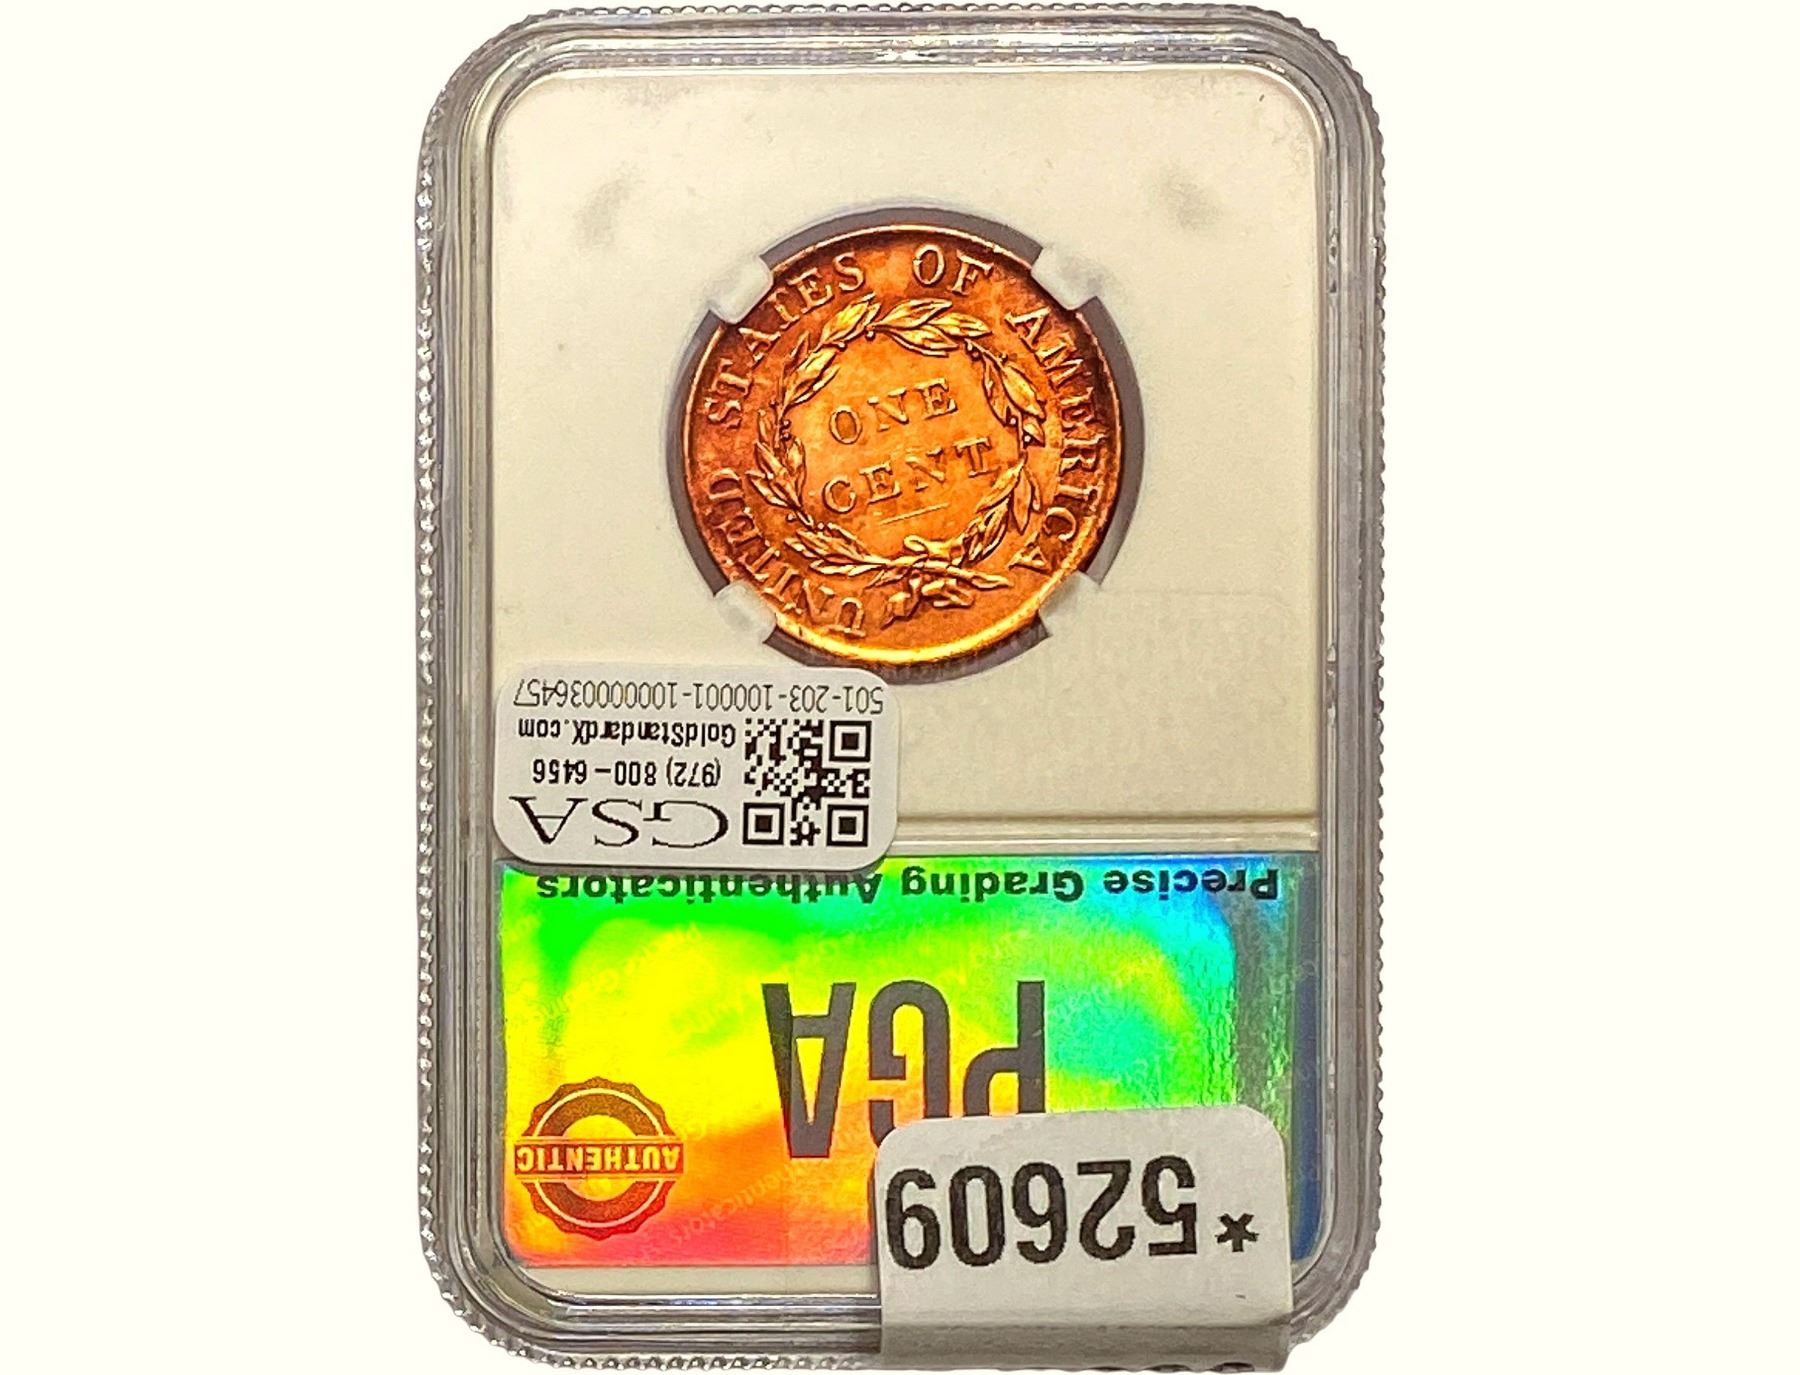 UNITED STATES OF AMERICA
ONE
CENT
GSA
(972) 800-6456
GoldStandardX.com
501-203-100001-100000036457
*52609
PGA
AUTHENTIC
Precise Grading Authenticators